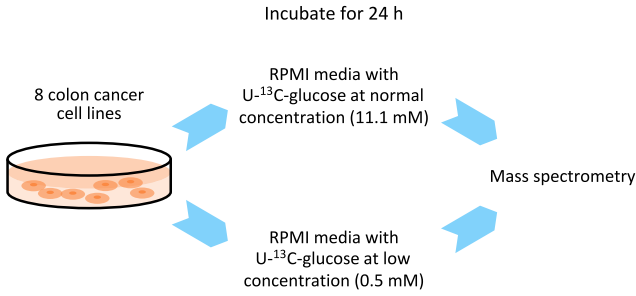 Incubate for 24 h
8 colon cancer
cell lines
RPMI media with
U-¹³C-glucose at normal
concentration (11.1 mM)
Mass spectrometry
RPMI media with
U-¹³C-glucose at low
concentration (0.5 mM)